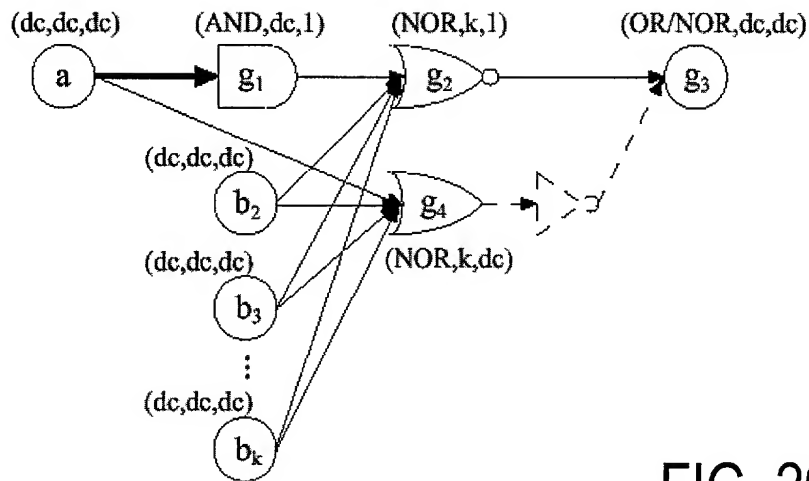 (dc,dc,dc) (AND,dc,1) (NOR,k,1) (OR/NOR,dc,dc)
a g1 g2 g3
(dc,dc,dc)
b2 g4
(dc,dc,dc) (NOR,k,dc)
b3
(dc,dc,dc)
bk